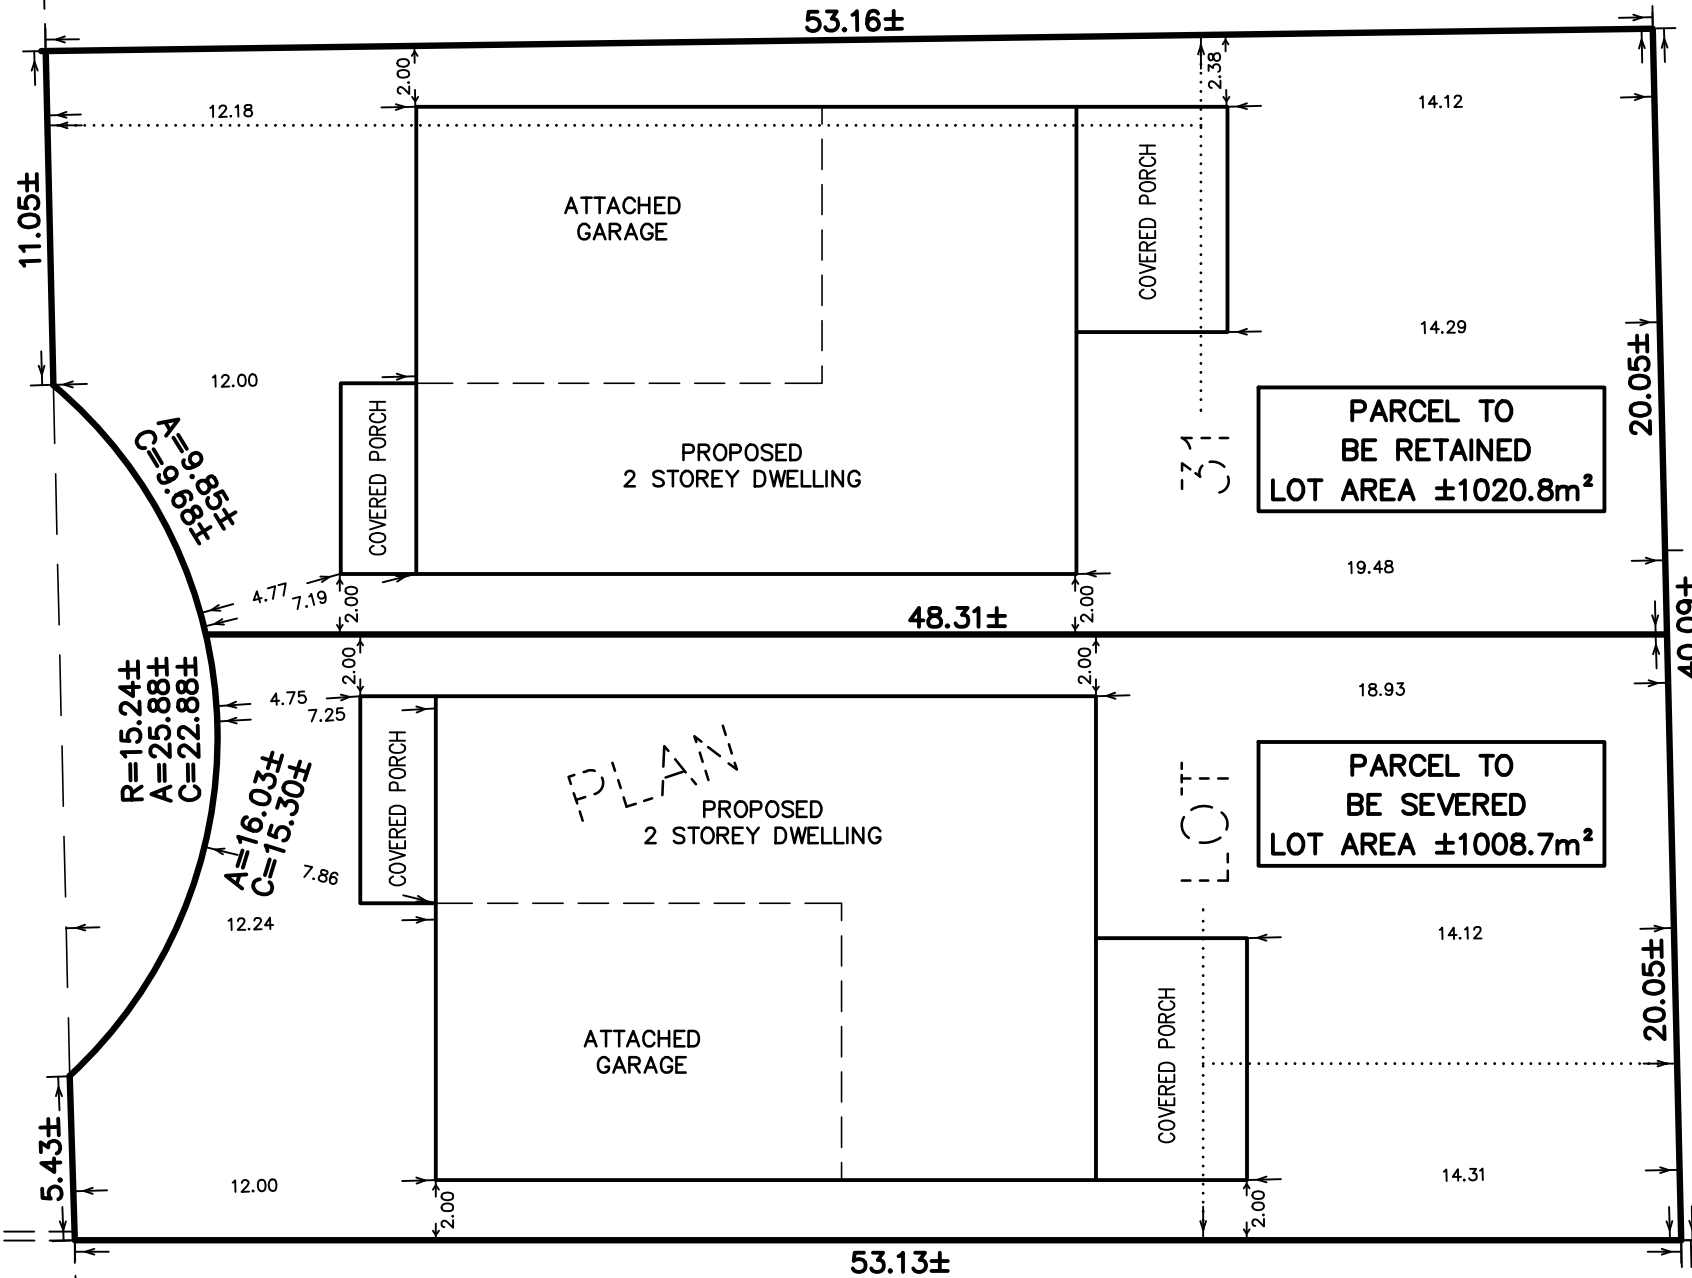 53.16±
2.00
2.38
12.18
14.12
11.05±
ATTACHED
GARAGE
COVERED PORCH
14.29
12.00
20.05±
A=9.85±
C=9.68±
COVERED PORCH
PROPOSED
2 STOREY DWELLING
31
PARCEL TO
BE RETAINED
LOT AREA ±1020.8m²
19.48
4.77
7.19
2.00
2.00
48.31±
40.09±
R=15.24±
A=25.88±
C=22.88±
2.00
2.00
4.75
7.25
18.93
A=16.03±
C=15.30±
COVERED PORCH
PLAN
PROPOSED
2 STOREY DWELLING
LOT
PARCEL TO
BE SEVERED
LOT AREA ±1008.7m²
7.86
12.24
14.12
20.05±
ATTACHED
GARAGE
COVERED PORCH
5.43±
12.00
14.31
2.00
2.00
53.13±